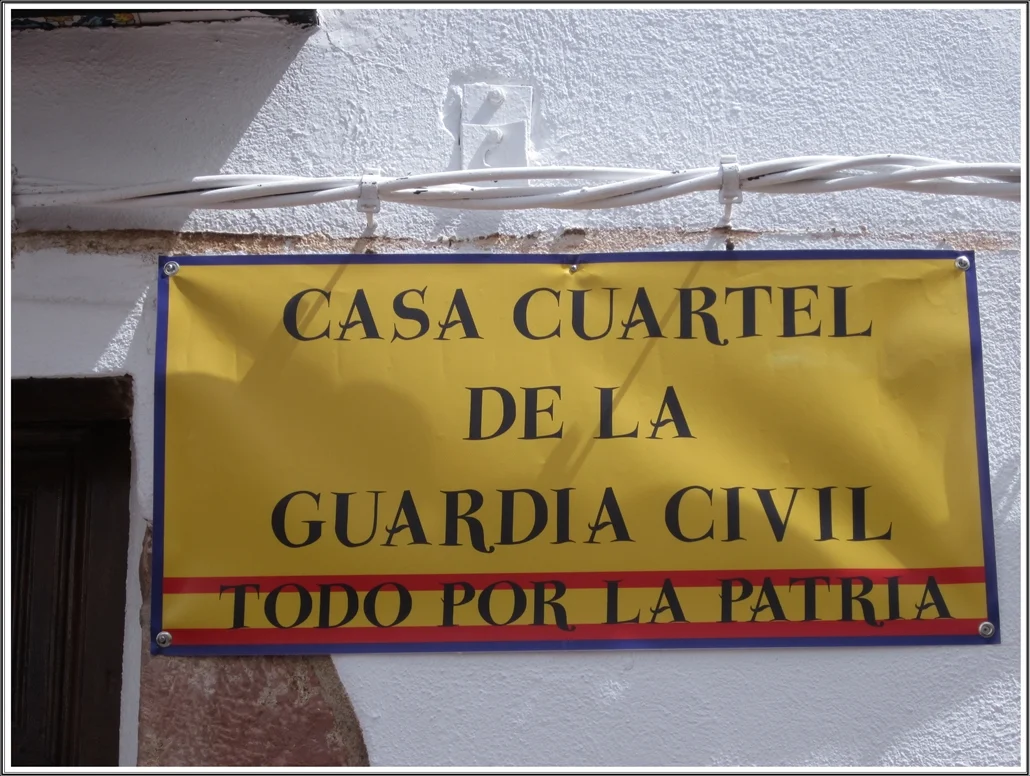 CASA CUARTEL
DE LA
GUARDIA CIVIL
TODO POR LA PATRIA